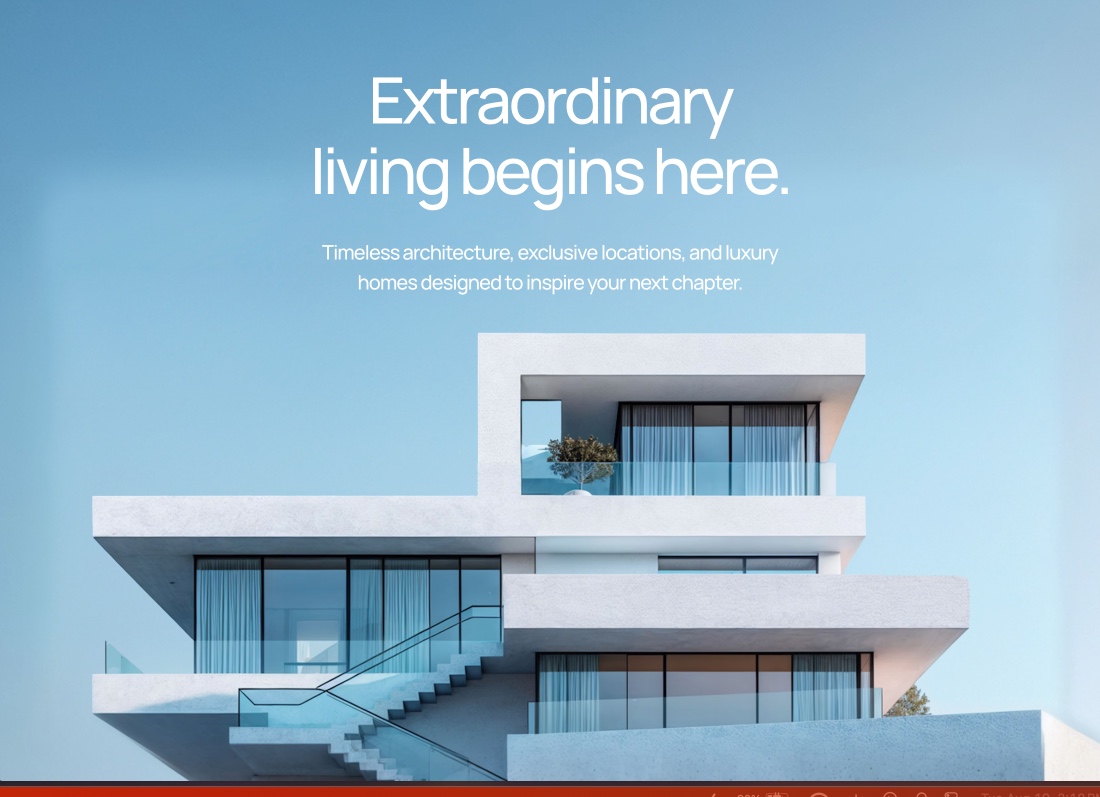 Extraordinary
living begins here.
Timeless architecture, exclusive locations, and luxury
homes designed to inspire your next chapter.